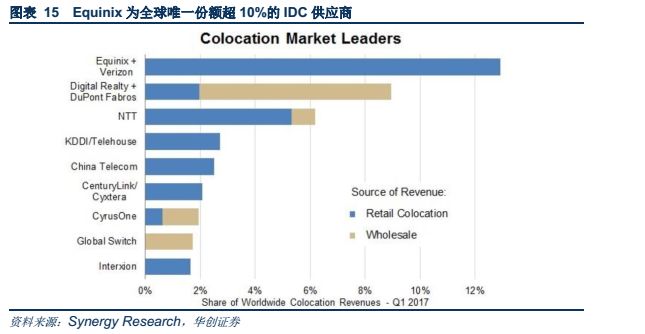 图表 15 Equinix 为全球唯一份额超 10%的 IDC 供应商
Colocation Market Leaders
Equinix +
Verizon
Digital Realty +
DuPont Fabros
NTT
KDDI/Telehouse
China Telecom
CenturyLink/
Cyxtera
CyrusOne
Global Switch
Interxion
Source of Revenue:
Retail Colocation
Wholesale
0% 2% 4% 6% 8% 10% 12%
Share of Worldwide Colocation Revenues - Q1 2017
资料来源：Synergy Research，华创证券